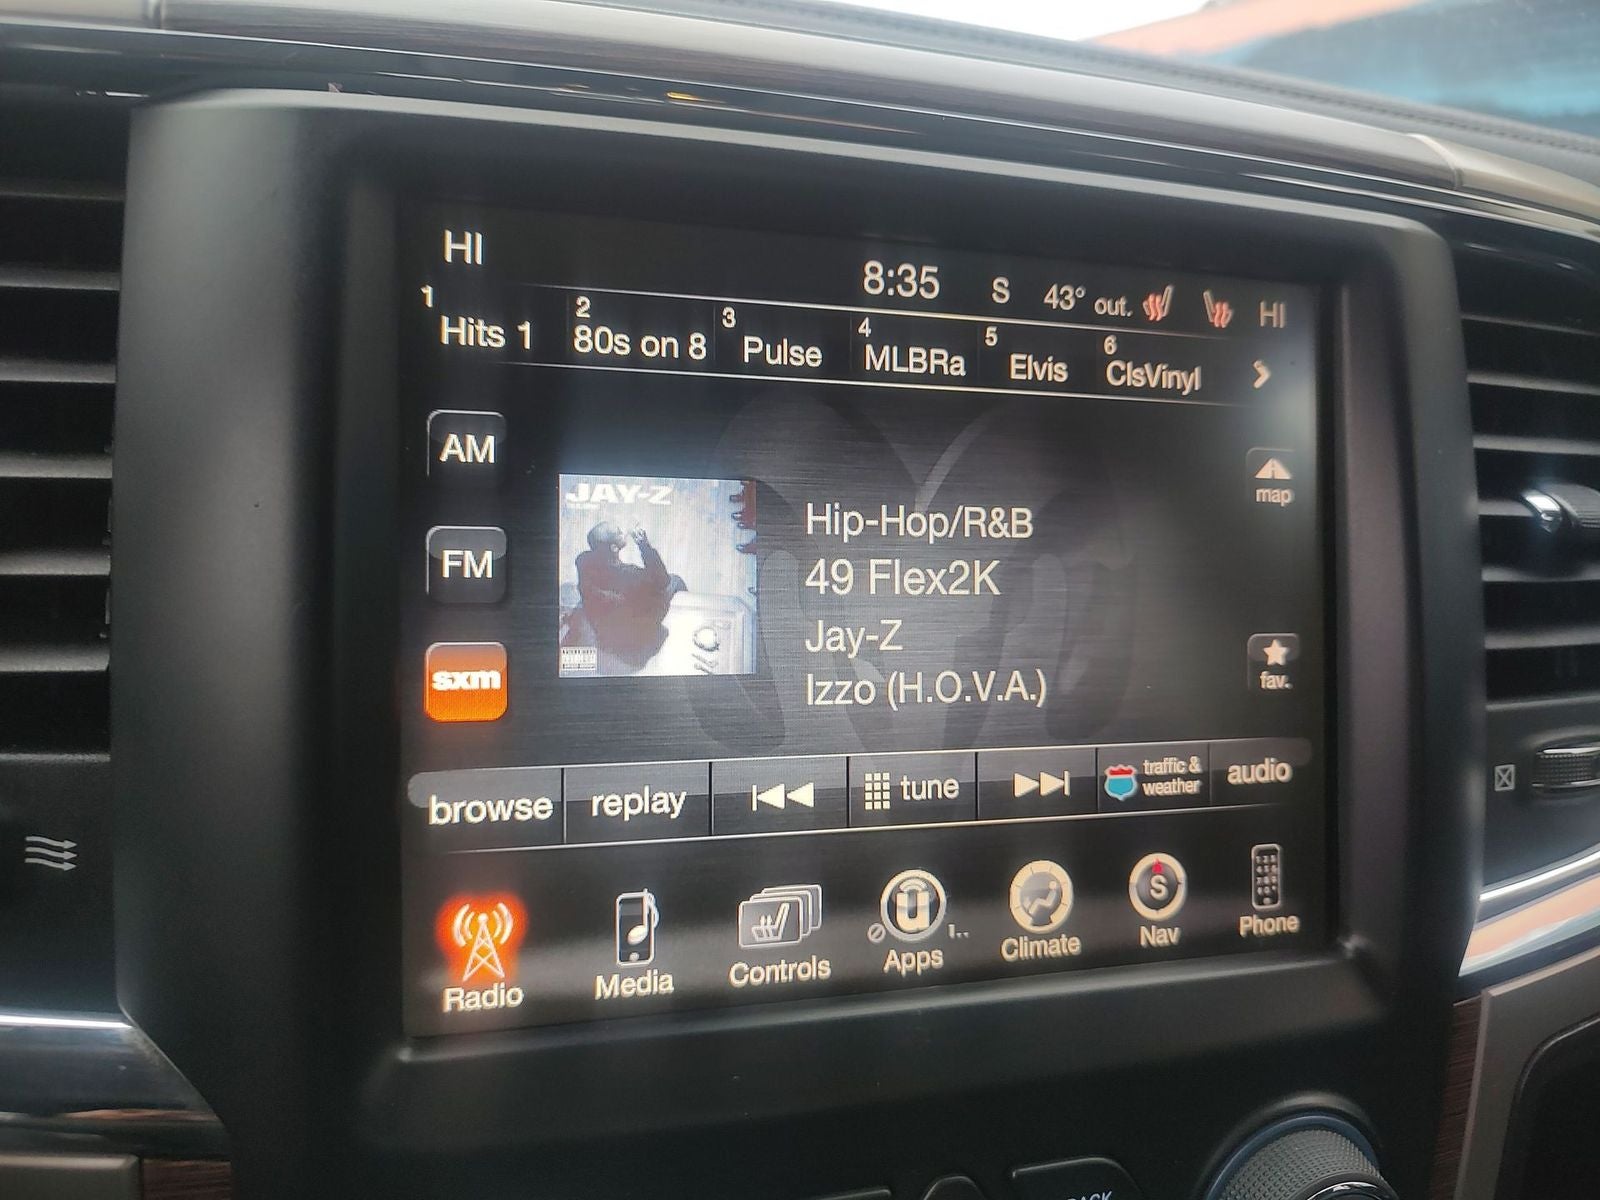 HI
8:35 S 43° out. HI
1 Hits 1 2 80s on 8 3 Pulse 4 MLBRa 5 Elvis 6 ClsVinyl
AM
map
JAY-Z
Hip-Hop/R&B
FM
49 Flex2K
Jay-Z
fav.
sxm
Izzo (H.O.V.A.)
browse replay tune traffic & weather audio
S
1..
Radio Media Controls Apps Climate Nav Phone